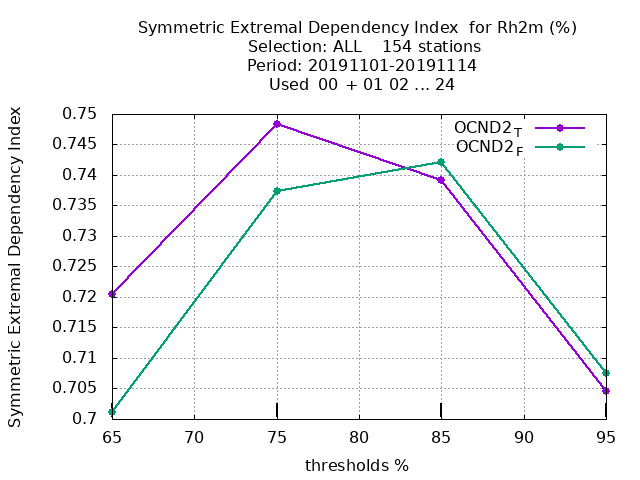 Symmetric Extremal Dependency Index  for Rh2m (%)
Selection: ALL    154 stations
Period: 20191101-20191114
Used  00 + 01 02 ... 24
Symmetric Extremal Dependency Index
0.75
0.745
0.74
0.735
0.73
0.725
0.72
0.715
0.71
0.705
0.7
OCND2T
OCND2F
65 70 75 80 85 90 95
thresholds %